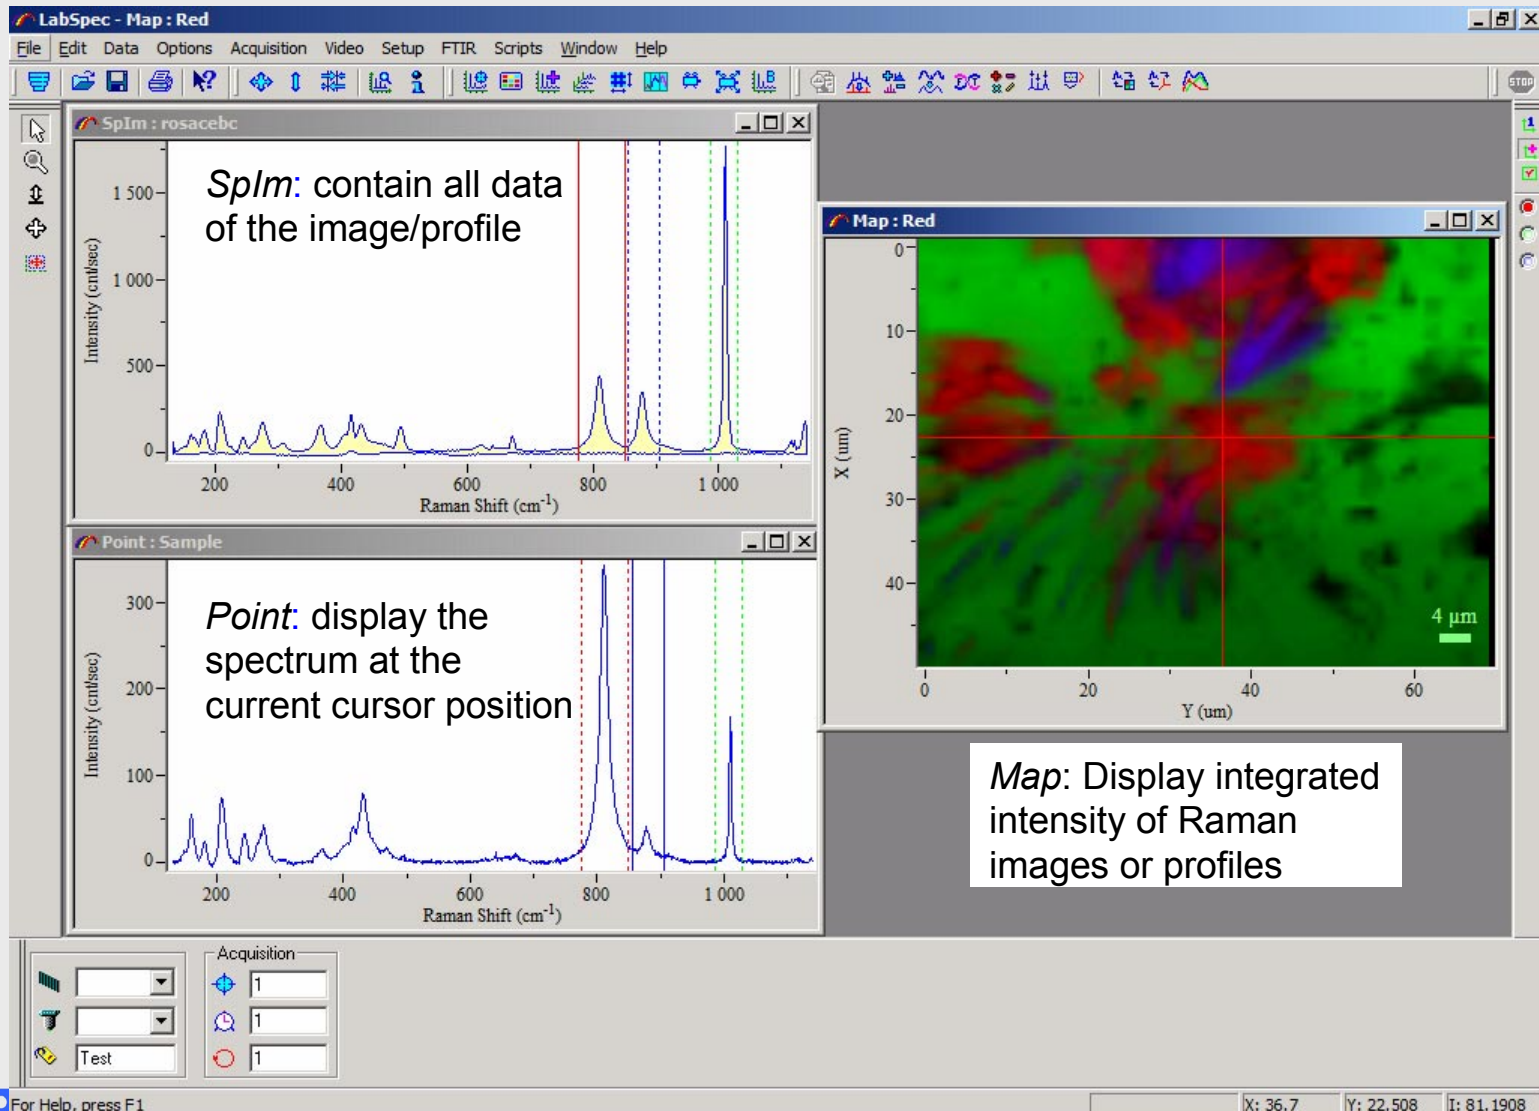 LabSpec - Map : Red
File Edit Data Options Acquisition Video Setup FTIR Scripts Window Help
STOP
SpIm : rosacebc
SpIm: contain all data
of the image/profile
Intensity (cnt/sec)
1 500
1 000
500
0
200 400 600 800 1 000
Raman Shift (cm-1)
Point : Sample
Point: display the
spectrum at the
current cursor position
Intensity (cnt/sec)
300
200
100
0
200 400 600 800 1 000
Raman Shift (cm-1)
Map : Red
X (um)
0
10
20
30
40
4 µm
0 20 40 60
Y (um)
Map: Display integrated
intensity of Raman
images or profiles
Acquisition
1
1
Test
1
For Help, press F1
X: 36.7 Y: 22.508 I: 81.1908